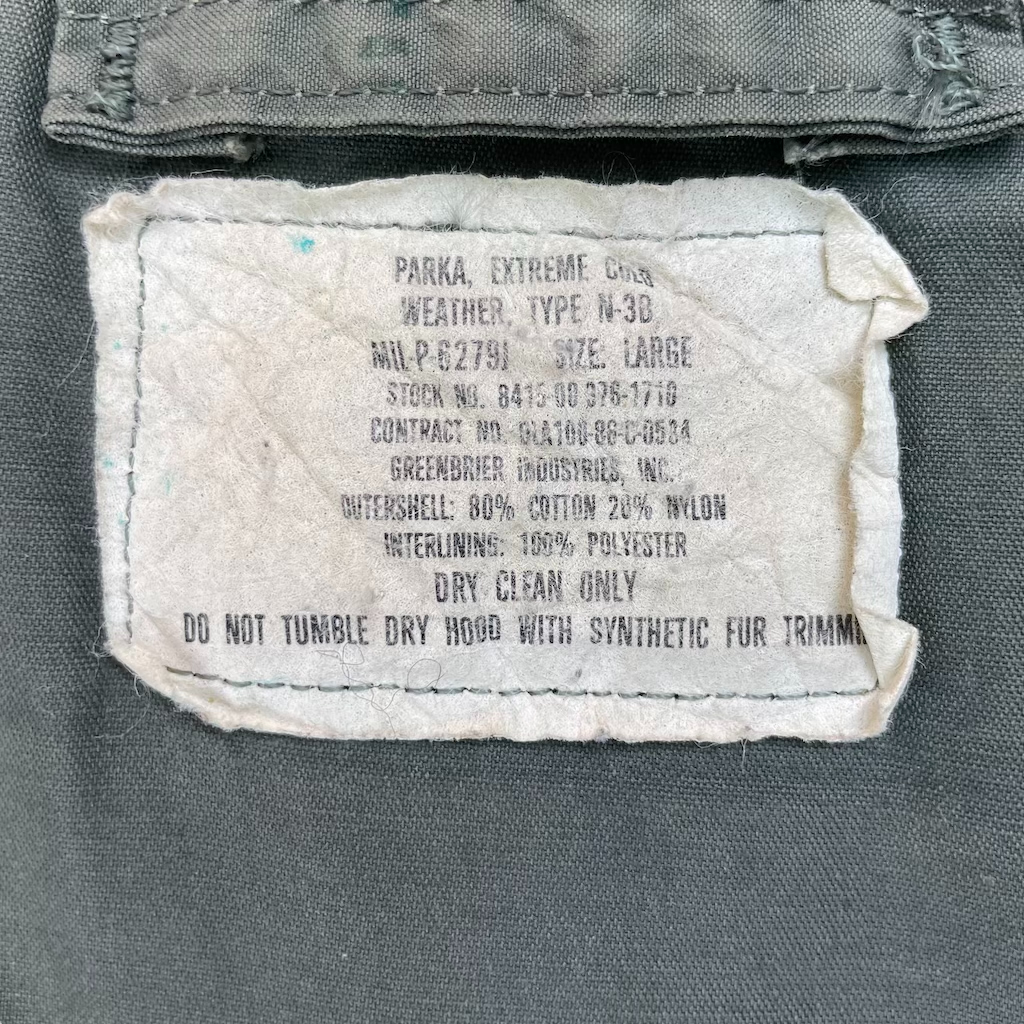 PARKA, EXTREME COLD
WEATHER, TYPE N-3B
MIL-P-6279J SIZE: LARGE
STOCK NO. 8415-00-376-1710
CONTRACT NO. DLA100-86-C-0534
GREENBRIER INDUSTRIES, INC.
OUTERSHELL: 80% COTTON 20% NYLON
INTERLINING: 100% POLYESTER
DRY CLEAN ONLY
DO NOT TUMBLE DRY HOOD WITH SYNTHETIC FUR TRIMMI